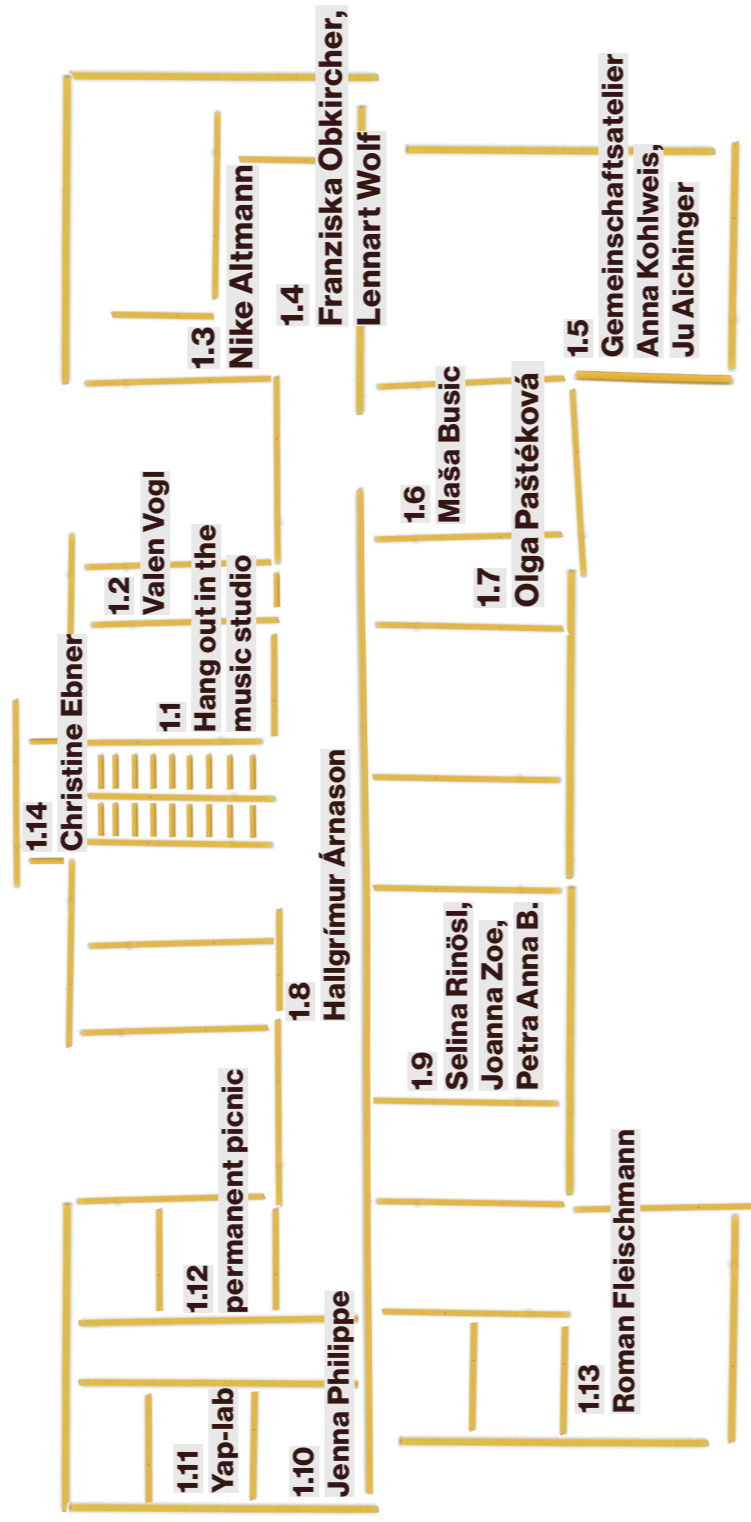 1.1
Hang out in the
music studio
1.2
Valen Vogl
1.3
Nike Altmann
1.4
Franziska Obkircher,
Lennart Wolf
1.5
Gemeinschaftsatelier
Anna Kohlweis,
Ju Aichinger
1.6
Maša Busic
1.7
Olga Paštéková
1.8
Hallgrímur Árnason
1.9
Selina Rinösl,
Joanna Zoe,
Petra Anna B.
1.10
Jenna Philippe
1.11
Yap-lab
1.12
permanent picnic
1.13
Roman Fleischmann
1.14
Christine Ebner